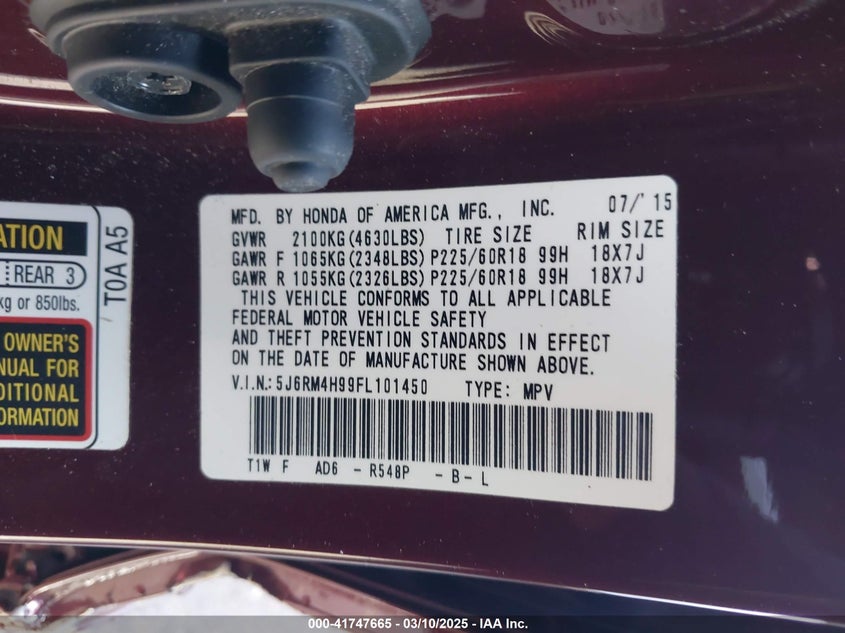 MFD. BY HONDA OF AMERICA MFG., INC. 07/'15
GVWR 2100KG(4630LBS) TIRE SIZE RIM SIZE
GAWR F 1065KG(2348LBS) P225/60R18 99H 18X7J
GAWR R 1055KG(2326LBS) P225/60R18 99H 18X7J
THIS VEHICLE CONFORMS TO ALL APPLICABLE
FEDERAL MOTOR VEHICLE SAFETY
AND THEFT PREVENTION STANDARDS IN EFFECT
ON THE DATE OF MANUFACTURE SHOWN ABOVE.
V.I.N.:5J6RM4H99FL101450 TYPE: MPV
T1W F AD6 - R548P - B - L
ATION
REAR 3
kg or 850lbs.
OWNER'S
NUAL FOR
DITIONAL
ORMATION
T0A A5
000-41747665 - 03/10/2025 - IAA Inc.